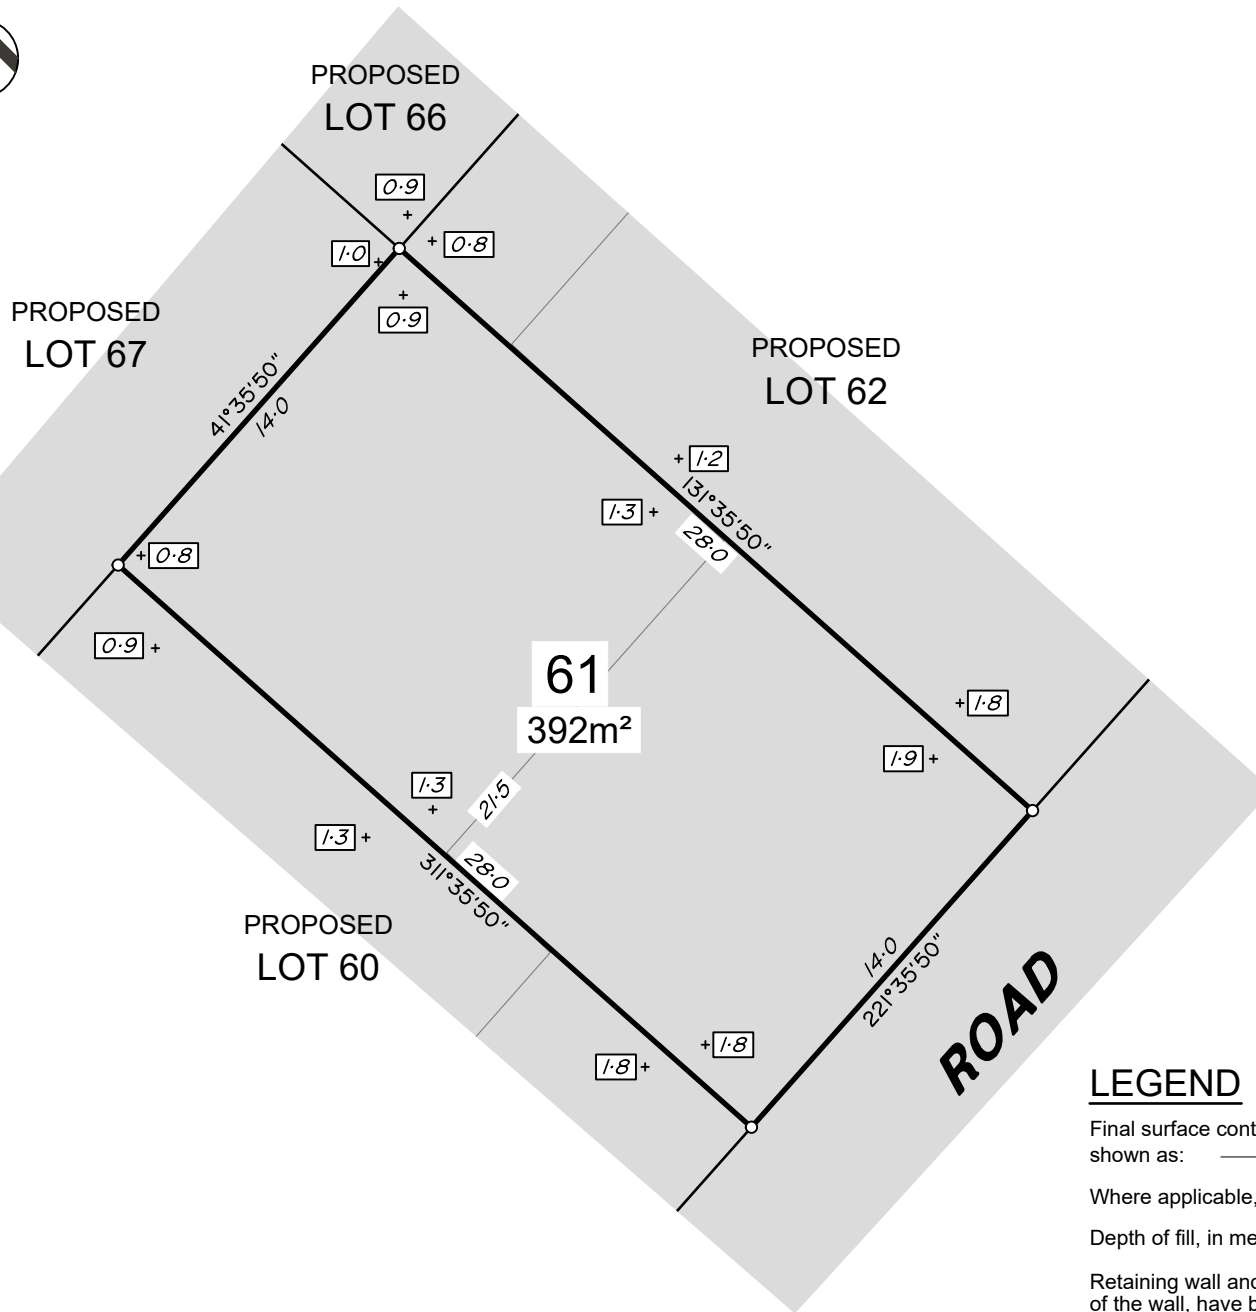 PROPOSED
LOT 66
0·9
1·0
0·8
0·9
PROPOSED
LOT 67
41°35'50"
14·0
PROPOSED
LOT 62
1·2
1·3
131°35'50"
28·0
0·8
0·9
61
392m²
1·8
1·9
1·3
21·5
1·3
28·0
311°35'50"
PROPOSED
LOT 60
14·0
221°35'50"
ROAD
1·8
1·8
LEGEND
Final surface cont
shown as:
Where applicable,
Depth of fill, in me
Retaining wall and
of the wall, have b